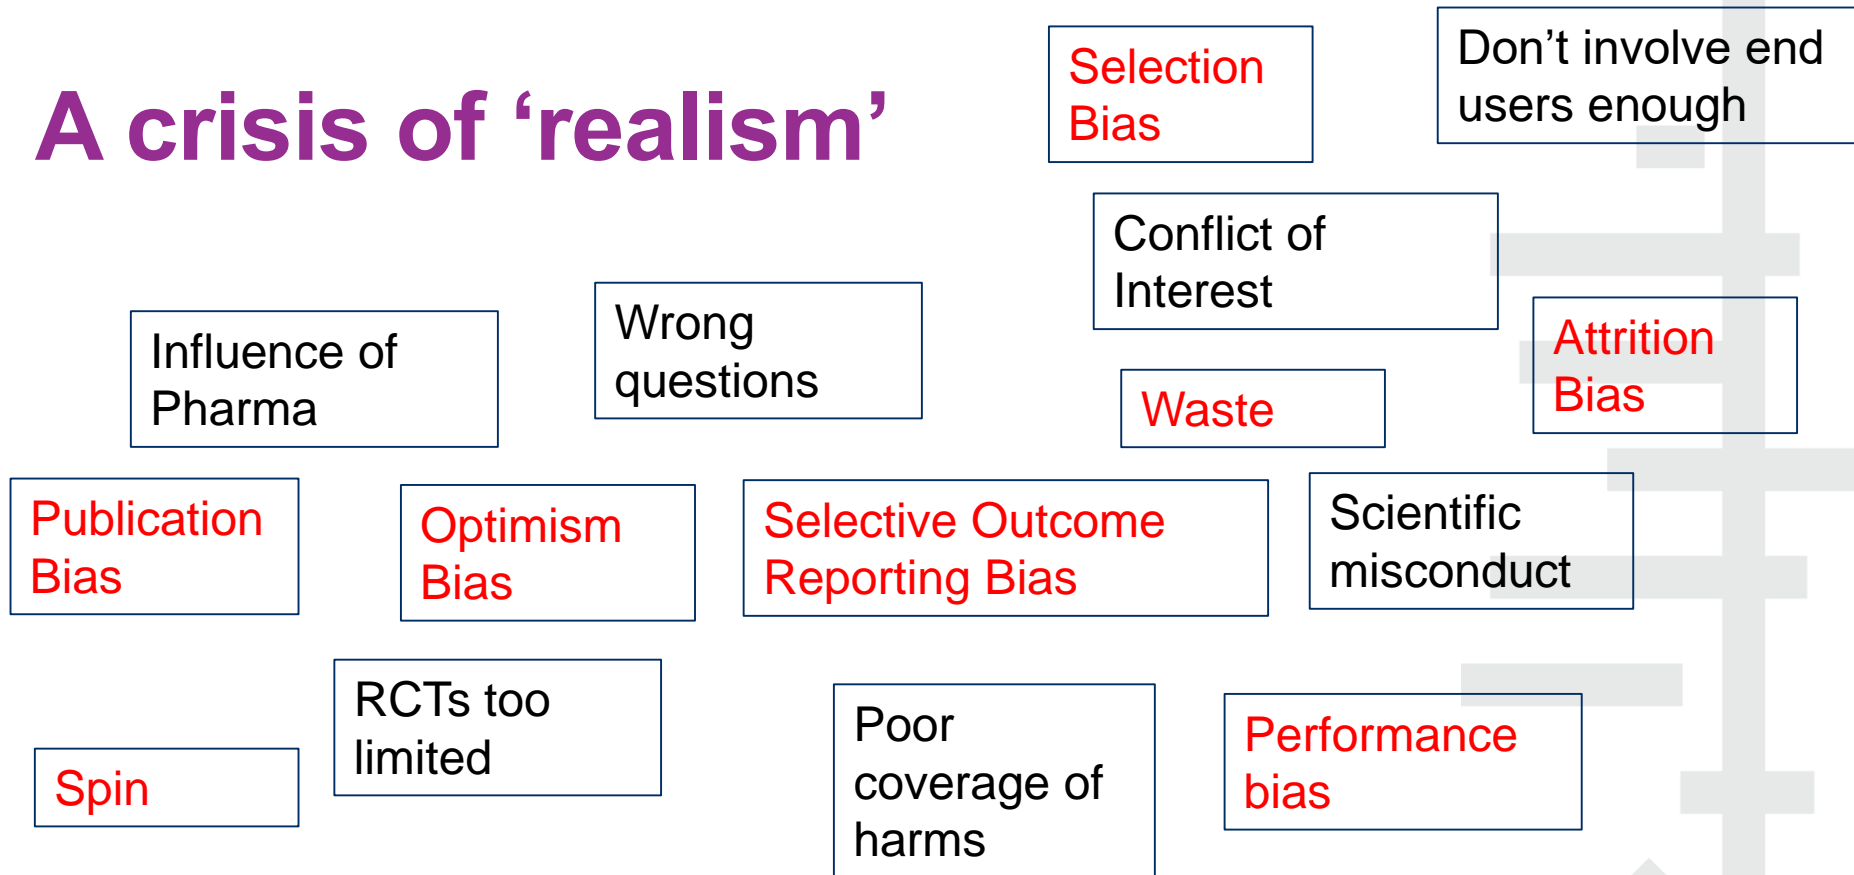 A crisis of ‘realism’
Selection
Bias
Don’t involve end
users enough
Conflict of
Interest
Influence of
Pharma
Wrong
questions
Waste
Attrition
Bias
Publication
Bias
Optimism
Bias
Selective Outcome
Reporting Bias
Scientific
misconduct
Spin
RCTs too
limited
Poor
coverage of
harms
Performance
bias